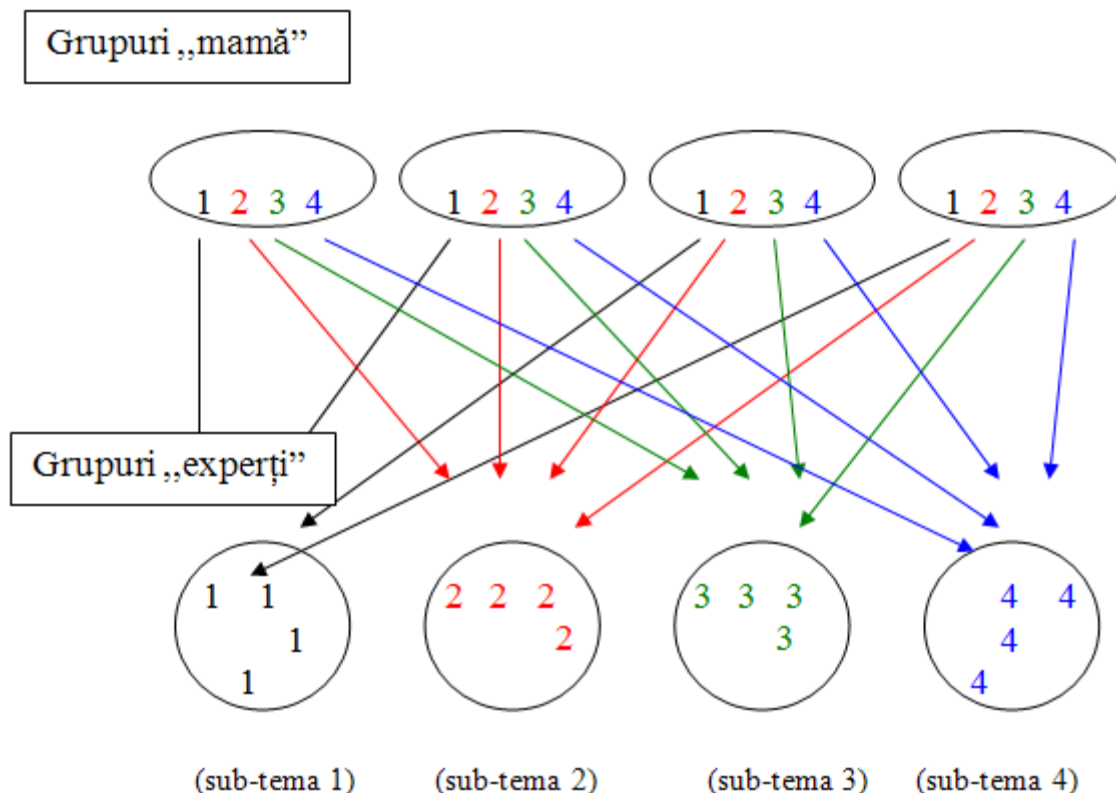 Grupuri ,,mamă”
1 2 3 4 1 2 3 4 1 2 3 4 1 2 3 4
Grupuri ,,experți”
1 1 2 2 2 3 3 3 4 4
1 2 3 4
1 4
(sub-tema 1) (sub-tema 2) (sub-tema 3) (sub-tema 4)